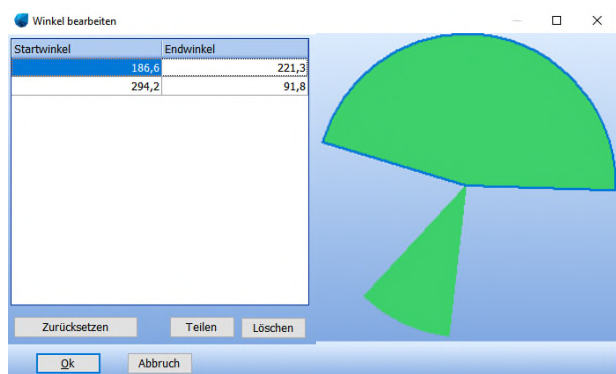 Winkel bearbeiten
Startwinkel Endwinkel
186,6 221,3
294,2 91,8
Zurücksetzen Teilen Löschen
Ok Abbruch